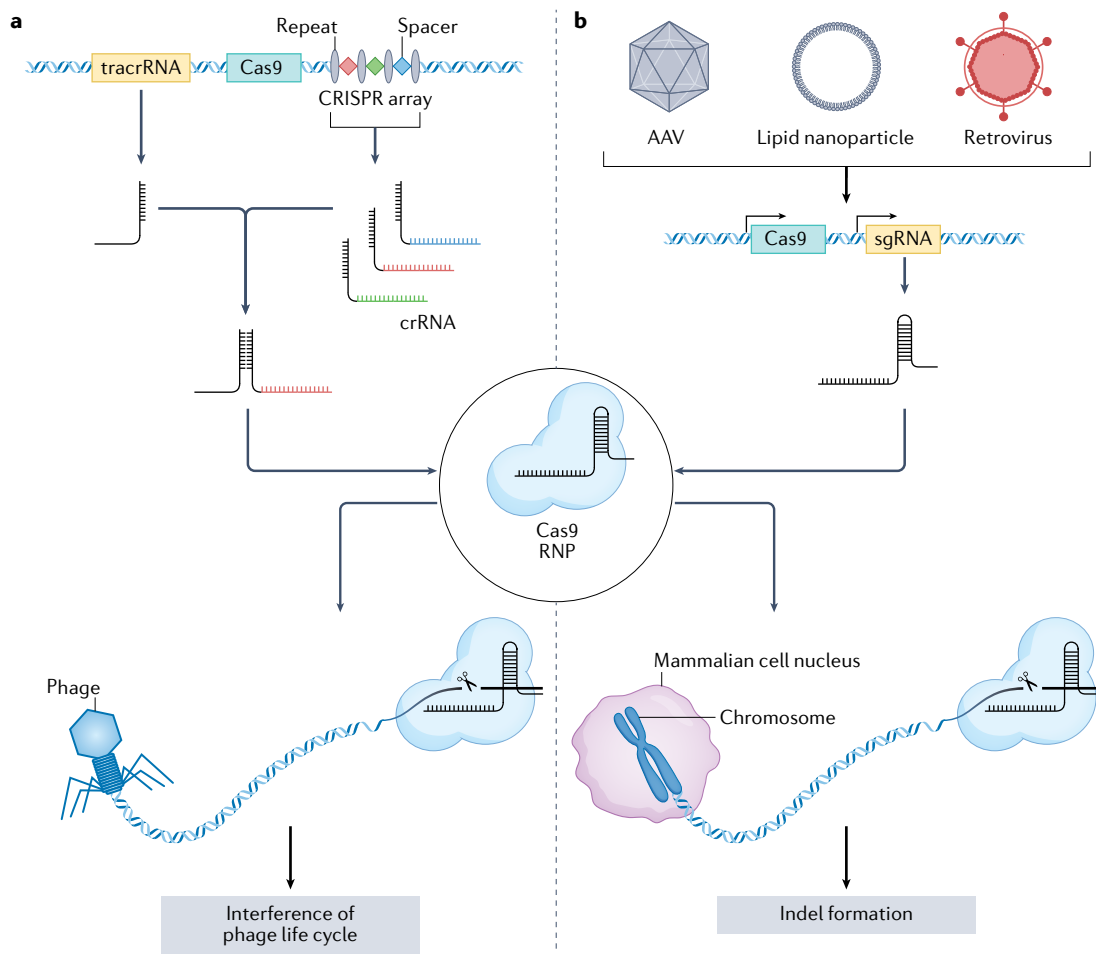 a
Repeat
Spacer
tracrRNA
Cas9
CRISPR array
crRNA
b
AAV
Lipid nanoparticle
Retrovirus
Cas9
sgRNA
Cas9
RNP
Phage
Interference of
phage life cycle
Mammalian cell nucleus
Chromosome
Indel formation